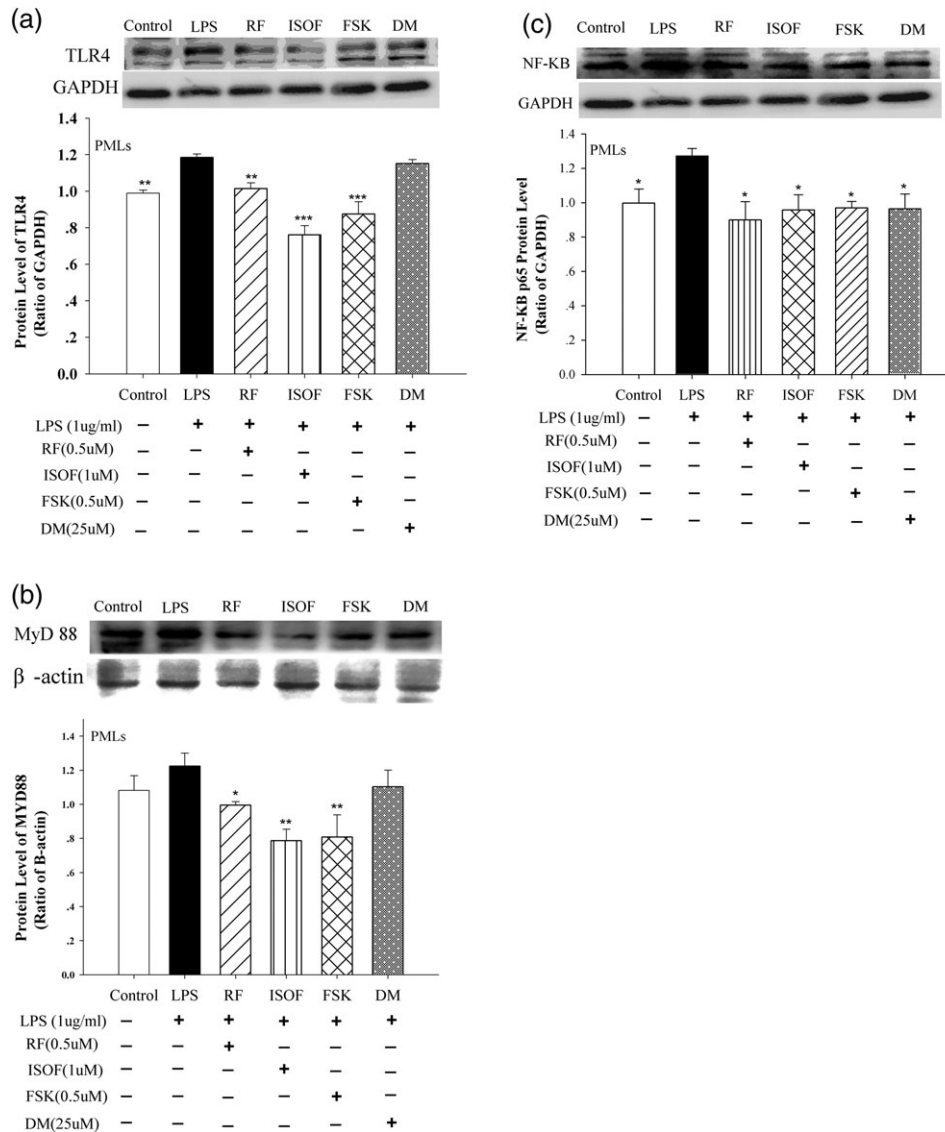 (a)
Control LPS RF ISOF FSK DM
TLR4
GAPDH
1.4
1.2
1.0
.8
.6
.4
.2
0.0
Protein Level of TLR4
(Ratio of GAPDH)
PMLs
** ** *** ***
Control LPS RF ISOF FSK DM
LPS (1ug/ml) – + + + + +
RF(0.5uM) – – + – – –
ISOF(1uM) – – – + – –
FSK(0.5uM) – – – – + –
DM(25uM) – – – – – +
(b)
Control LPS RF ISOF FSK DM
MyD 88
β -actin
1.4
1.2
1.0
.8
.6
.4
.2
0.0
Protein Level of MYD88
(Ratio of B-actin)
PMLs
* ** **
Control LPS RF ISOF FSK DM
LPS (1ug/ml) – + + + + +
RF(0.5uM) – – + – – –
ISOF(1uM) – – – + – –
FSK(0.5uM) – – – – + –
DM(25uM) – – – – – +
(c)
Control LPS RF ISOF FSK DM
NF-KB
GAPDH
1.4
1.2
1.0
.8
.6
.4
.2
0.0
NF-KB p65 Protein Level
(Ratio of GAPDH)
PMLs
* * * * *
Control LPS RF ISOF FSK DM
LPS (1ug/ml) – + + + + +
RF(0.5uM) – – + – – –
ISOF(1uM) – – – + – –
FSK(0.5uM) – – – – + –
DM(25uM) – – – – – +